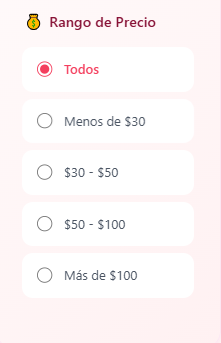 Rango de Precio
Todos
Menos de $30
$30 - $50
$50 - $100
Más de $100